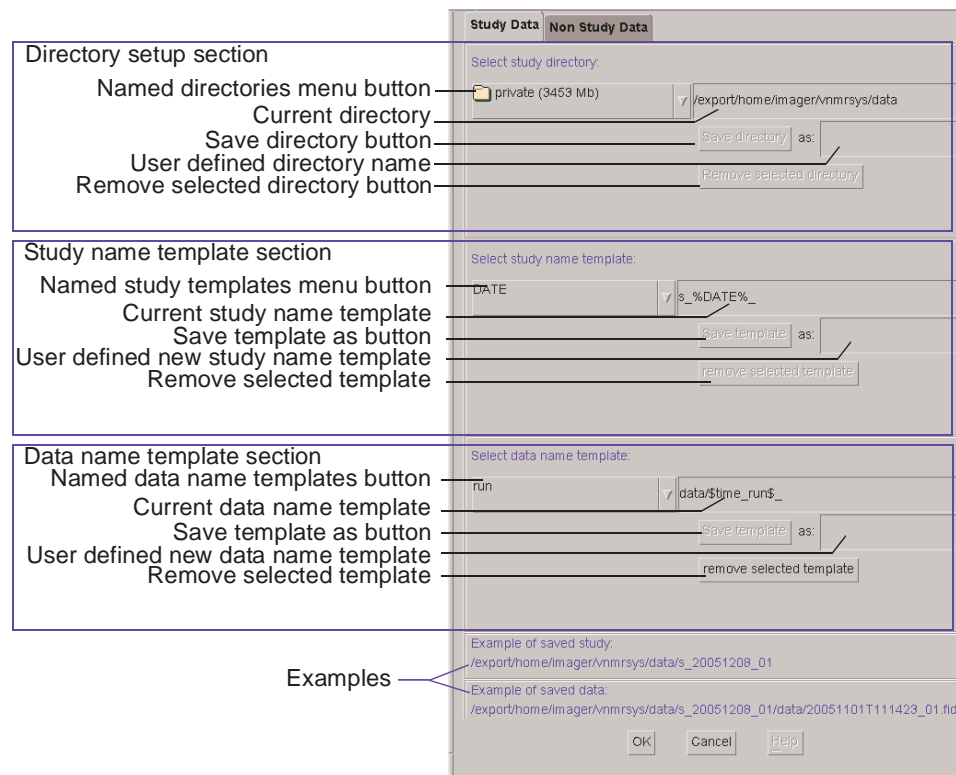 Study Data Non Study Data
Directory setup section
Select study directory:
Named directories menu button
private (3453 Mb)
/export/home/imager/vnmrsys/data
Current directory
Save directory button
Save directory as:
User defined directory name
Remove selected directory button
Remove selected directory
Study name template section
Select study name template:
Named study templates menu button
DATE
s_%DATE%_
Current study name template
Save template as button
Save template as:
User defined new study name template
Remove selected template
remove selected template
Data name template section
Select data name template:
Named data name templates button
run
data/$time_run$_
Current data name template
Save template as button
Save template as:
User defined new data name template
Remove selected template
remove selected template
Examples
Example of saved study:
/export/home/imager/vnmrsys/data/s_20051208_01
Example of saved data:
/export/home/imager/vnmrsys/data/s_20051208_01/data/20051101T111423_01.fid
OK Cancel Help